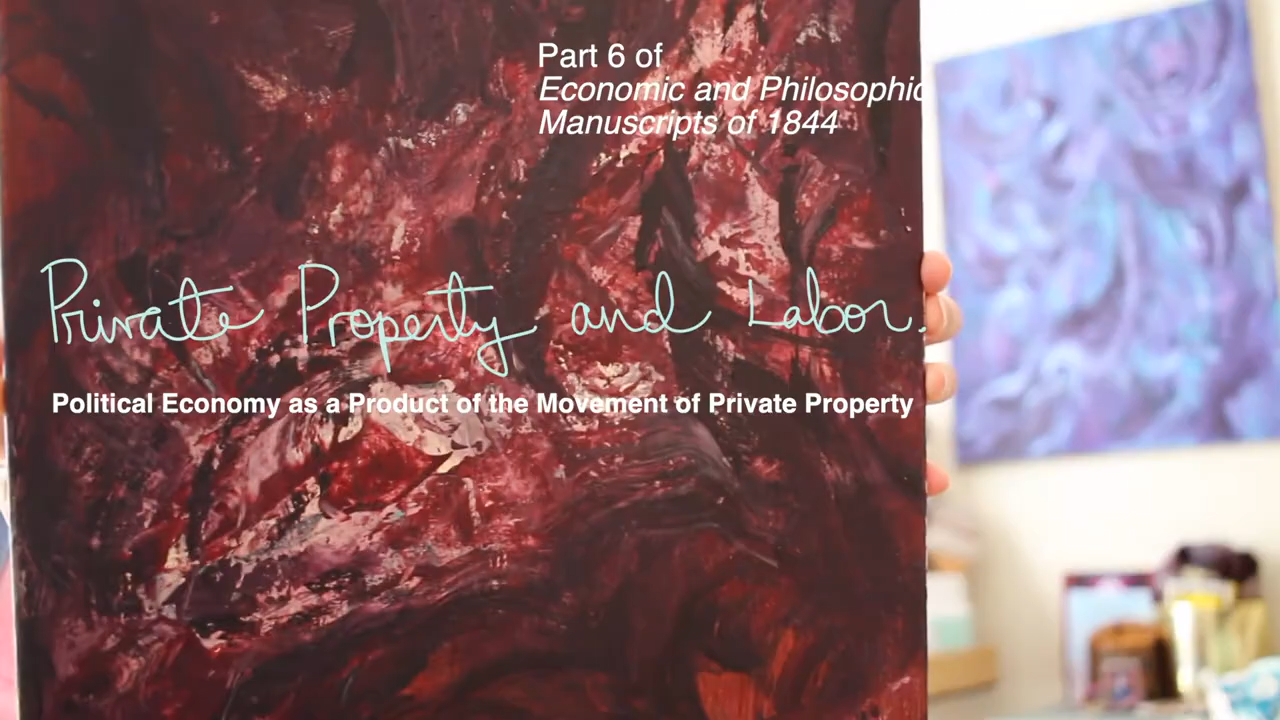 Part 6 of
Economic and Philosophic
Manuscripts of 1844
Private Property and Labor.
Political Economy as a Product of the Movement of Private Property